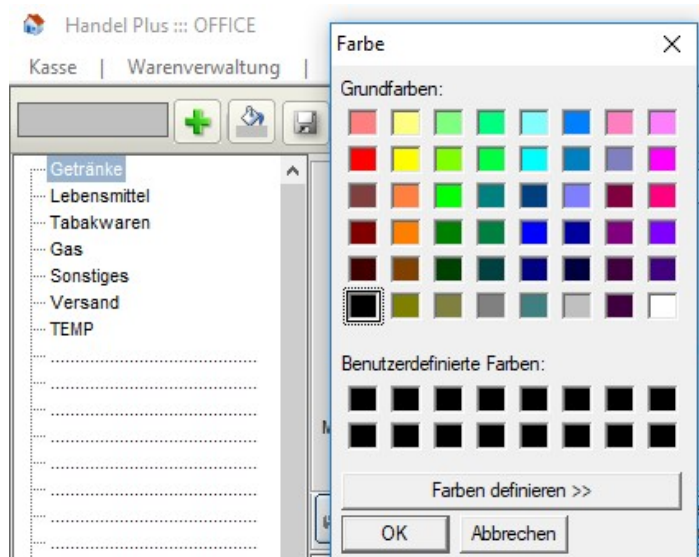 Handel Plus ::: OFFICE
Kasse | Warenverwaltung |
Getränke
Lebensmittel
Tabakwaren
Gas
Sonstiges
Versand
TEMP
Farbe
Grundfarben:
Benutzerdefinierte Farben:
Farben definieren >>
OK
Abbrechen